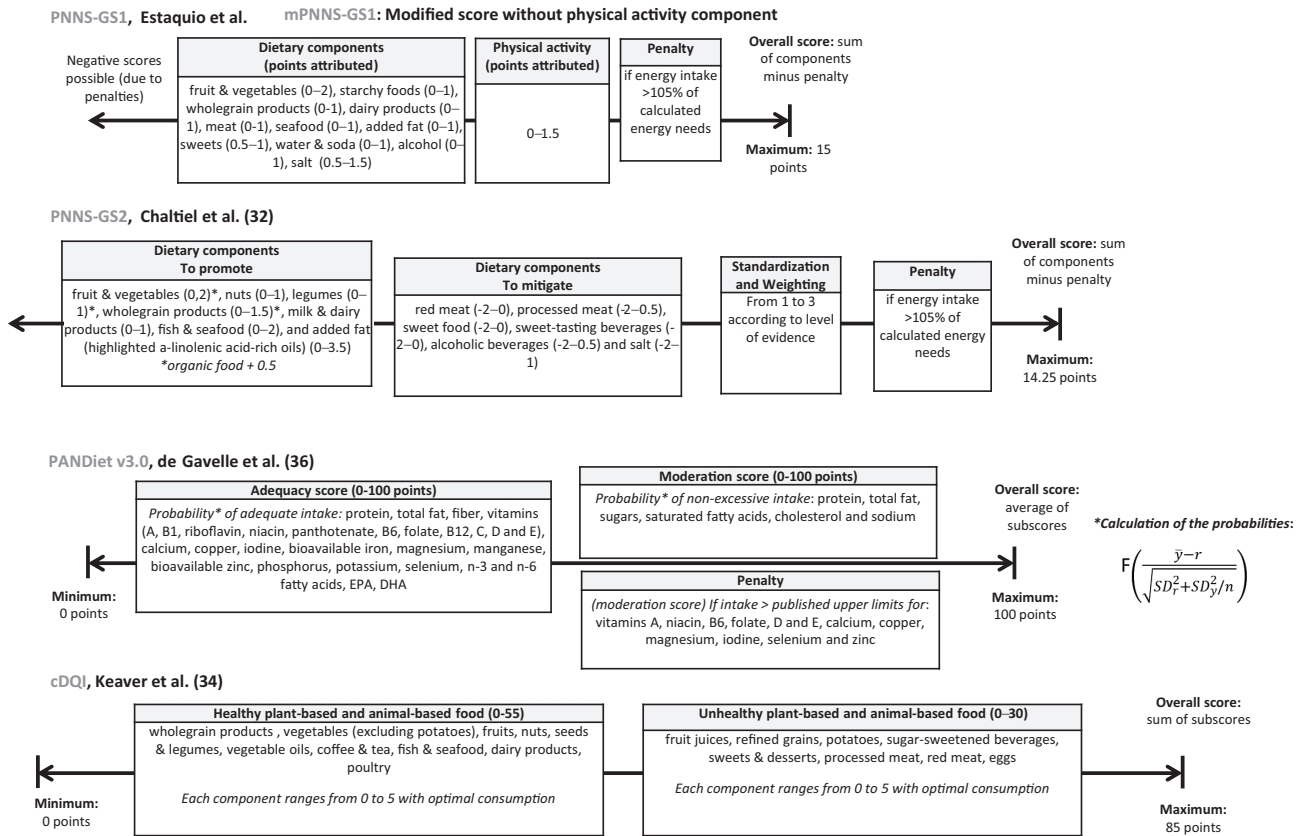 PNNS-GS1, Estaquio et al.
mPNNS-GS1: Modified score without physical activity component
Negative scores
possible (due to
penalties)
Dietary components
(points attributed)
fruit & vegetables (0–2), starchy foods (0–1),
wholegrain products (0-1), dairy products (0–
1), meat (0-1), seafood (0–1), added fat (0–1),
sweets (0.5–1), water & soda (0–1), alcohol (0–
1), salt (0.5–1.5)
Physical activity
(points attributed)
0–1.5
Penalty
if energy intake
>105% of
calculated
energy needs
Overall score: sum
of components
minus penalty
Maximum: 15
points
PNNS-GS2, Chaltiel et al. (32)
Dietary components
To promote
fruit & vegetables (0,2)*, nuts (0–1), legumes (0–
1)*, wholegrain products (0–1.5)*, milk & dairy
products (0–1), fish & seafood (0–2), and added fat
(highlighted a-linolenic acid-rich oils) (0–3.5)
*organic food + 0.5
Dietary components
To mitigate
red meat (-2–0), processed meat (-2–0.5),
sweet food (-2–0), sweet-tasting beverages (-
2–0), alcoholic beverages (-2–0.5) and salt (-2–
1)
Standardization
and Weighting
From 1 to 3
according to level
of evidence
Penalty
if energy intake
>105% of
calculated energy
needs
Overall score: sum
of components
minus penalty
Maximum:
14.25 points
PANDiet v3.0, de Gavelle et al. (36)
Adequacy score (0-100 points)
Probability* of adequate intake: protein, total fat, fiber, vitamins
(A, B1, riboflavin, niacin, panthotenate, B6, folate, B12, C, D and E),
calcium, copper, iodine, bioavailable iron, magnesium, manganese,
bioavailable zinc, phosphorus, potassium, selenium, n-3 and n-6
fatty acids, EPA, DHA
Minimum:
0 points
Moderation score (0-100 points)
Probability* of non-excessive intake: protein, total fat,
sugars, saturated fatty acids, cholesterol and sodium
Penalty
(moderation score) If intake > published upper limits for:
vitamins A, niacin, B6, folate, D and E, calcium, copper,
magnesium, iodine, selenium and zinc
Overall score:
average of
subscores
Maximum:
100 points
*Calculation of the probabilities:
F( (ȳ−r) / √(SD_r^2+SD_y^2/n) )
cDQI, Keaver et al. (34)
Healthy plant-based and animal-based food (0-55)
wholegrain products , vegetables (excluding potatoes), fruits, nuts, seeds
& legumes, vegetable oils, coffee & tea, fish & seafood, dairy products,
poultry
Each component ranges from 0 to 5 with optimal consumption
Minimum:
0 points
Unhealthy plant-based and animal-based food (0–30)
fruit juices, refined grains, potatoes, sugar-sweetened beverages,
sweets & desserts, processed meat, red meat, eggs
Each component ranges from 0 to 5 with optimal consumption
Overall score:
sum of subscores
Maximum:
85 points